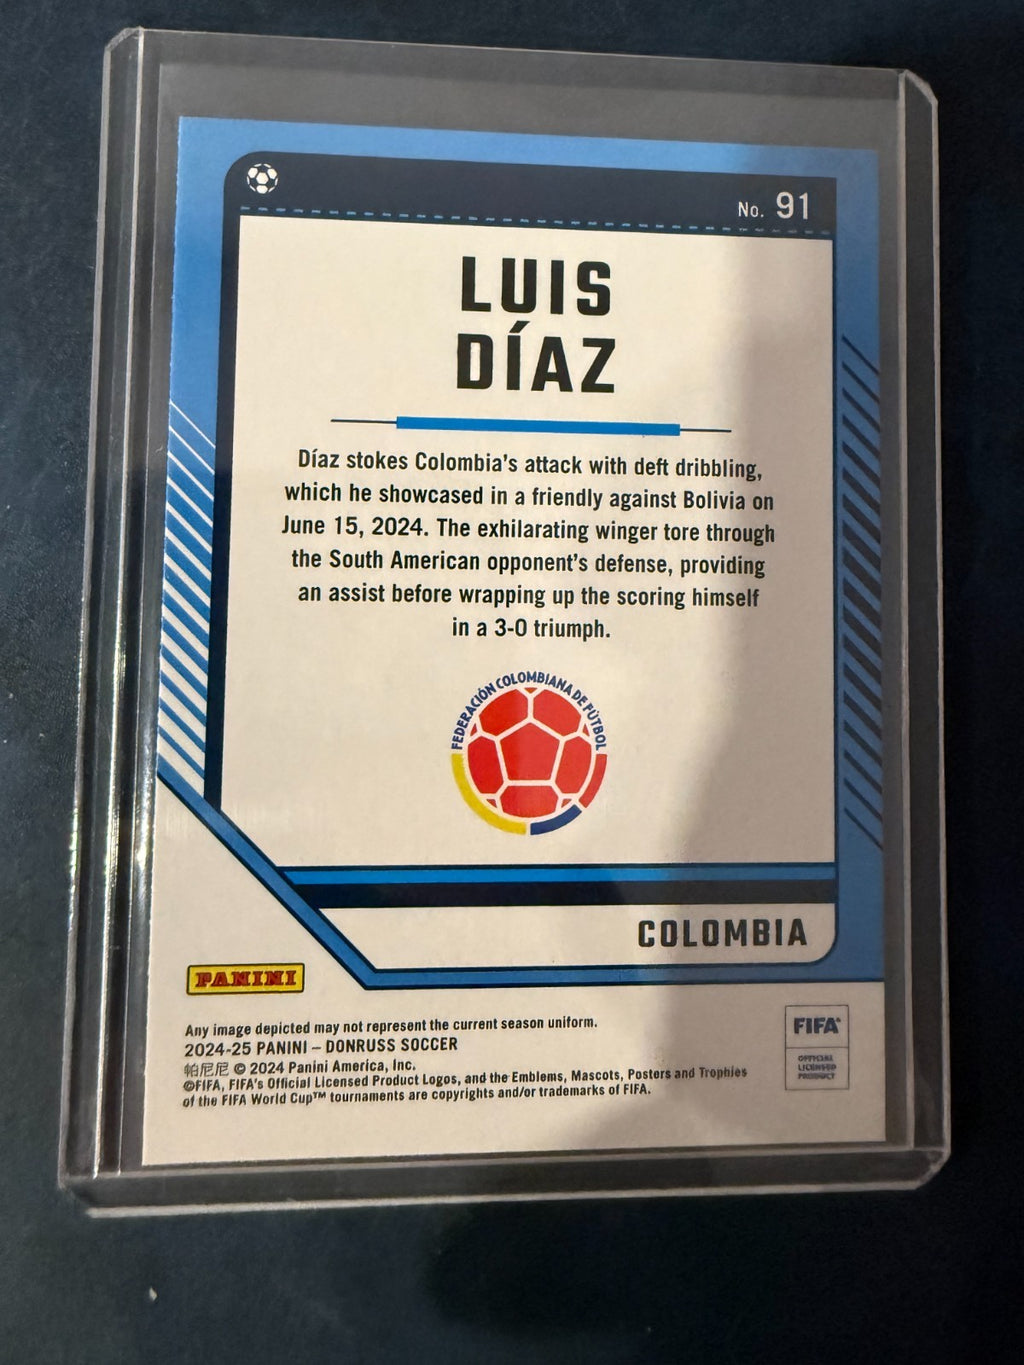 No. 91
LUIS
DÍAZ
Díaz stokes Colombia's attack with deft dribbling,
which he showcased in a friendly against Bolivia on
June 15, 2024. The exhilarating winger tore through
the South American opponent's defense, providing
an assist before wrapping up the scoring himself
in a 3-0 triumph.
FEDERACIÓN COLOMBIANA DE FÚTBOL
COLOMBIA
PANINI
Any image depicted may not represent the current season uniform.
2024-25 PANINI – DONRUSS SOCCER
帕尼尼 © 2024 Panini America, Inc.
©FIFA, FIFA's Official Licensed Product Logos, and the Emblems, Mascots, Posters and Trophies
of the FIFA World Cup™ tournaments are copyrights and/or trademarks of FIFA.
FIFA®
OFFICIAL
LICENSED
PRODUCT